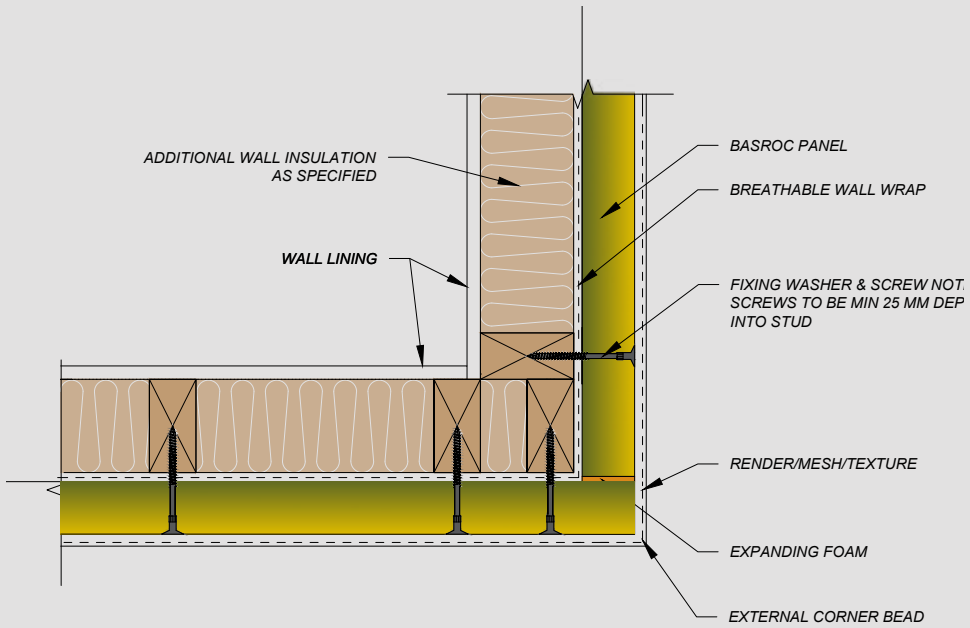 ADDITIONAL WALL INSULATION
AS SPECIFIED
WALL LINING
BASROC PANEL
BREATHABLE WALL WRAP
FIXING WASHER & SCREW NOT
SCREWS TO BE MIN 25 MM DEP
INTO STUD
RENDER/MESH/TEXTURE
EXPANDING FOAM
EXTERNAL CORNER BEAD